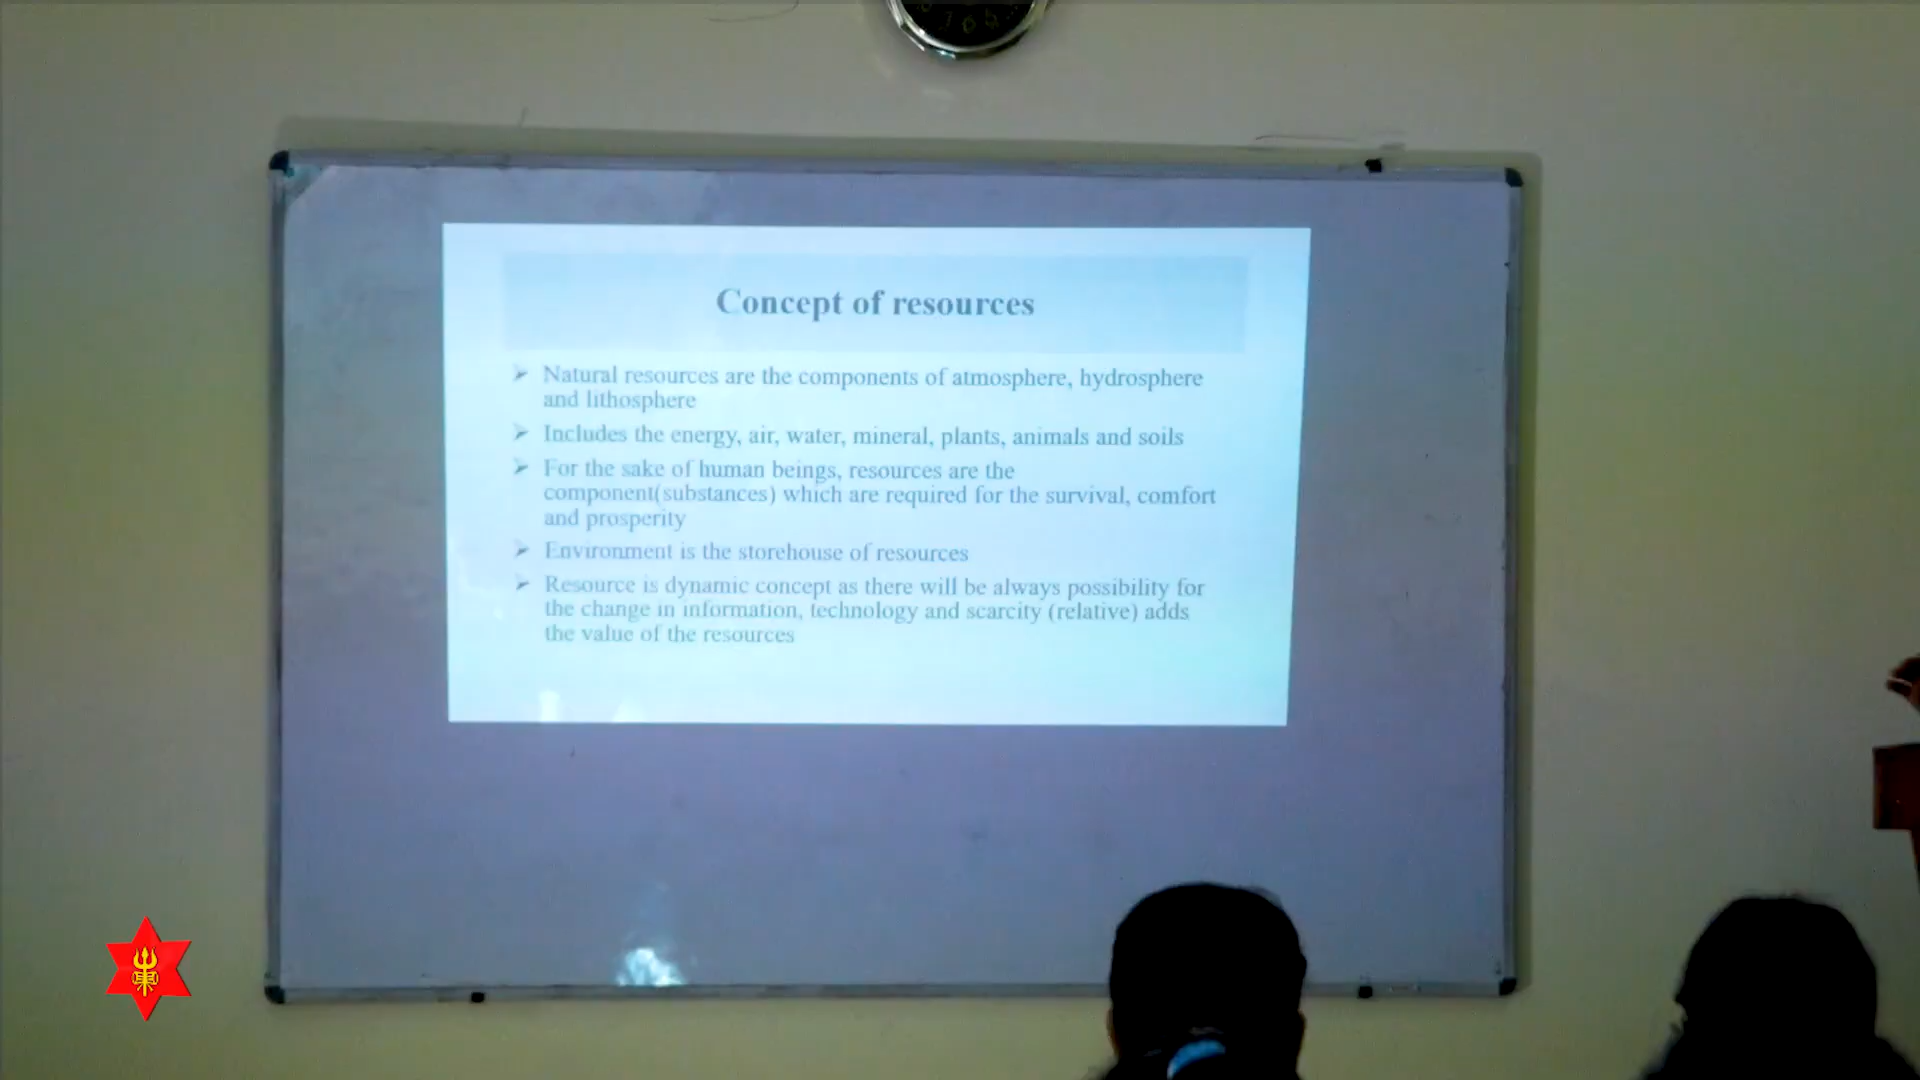 Concept of resources
➢ Natural resources are the components of atmosphere, hydrosphere
and lithosphere
➢ Includes the energy, air, water, mineral, plants, animals and soils
➢ For the sake of human beings, resources are the
component(substances) which are required for the survival, comfort
and prosperity
➢ Environment is the storehouse of resources
➢ Resource is dynamic concept as there will be always possibility for
the change in information, technology and scarcity (relative) adds
the value of the resources